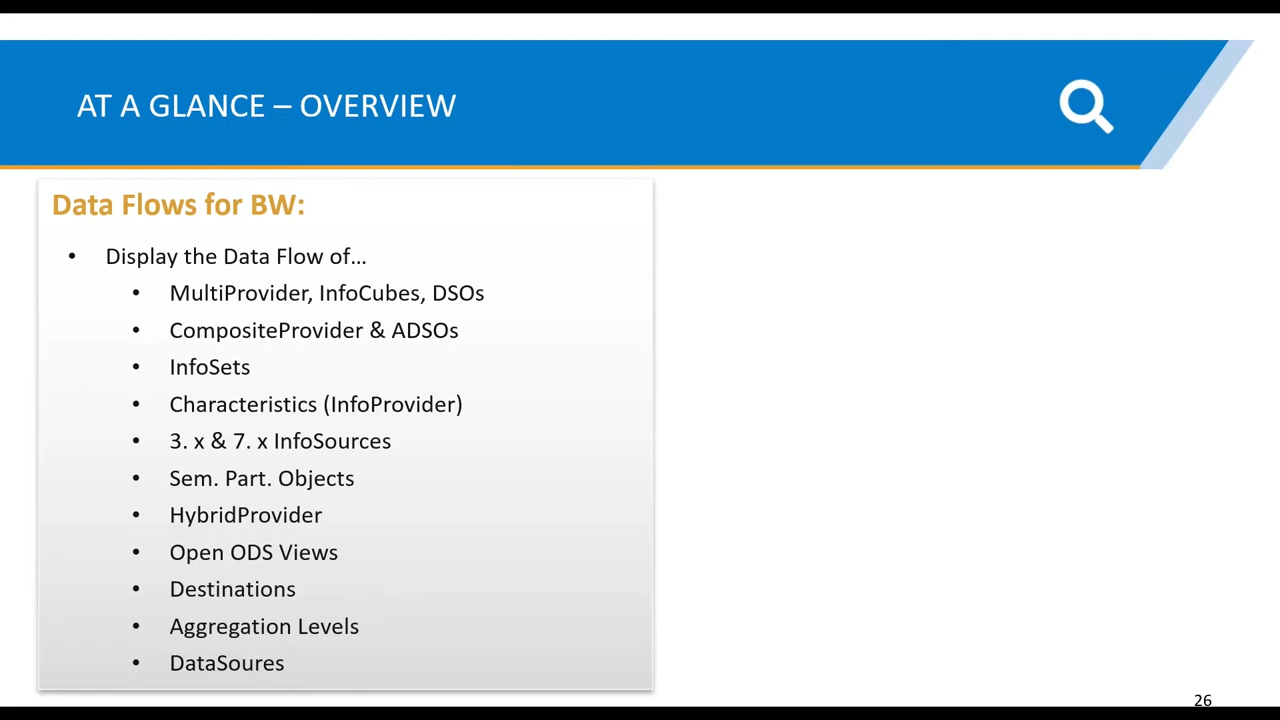 AT A GLANCE – OVERVIEW
Data Flows for BW:
• Display the Data Flow of…
• MultiProvider, InfoCubes, DSOs
• CompositeProvider & ADSOs
• InfoSets
• Characteristics (InfoProvider)
• 3. x & 7. x InfoSources
• Sem. Part. Objects
• HybridProvider
• Open ODS Views
• Destinations
• Aggregation Levels
• DataSoures
26